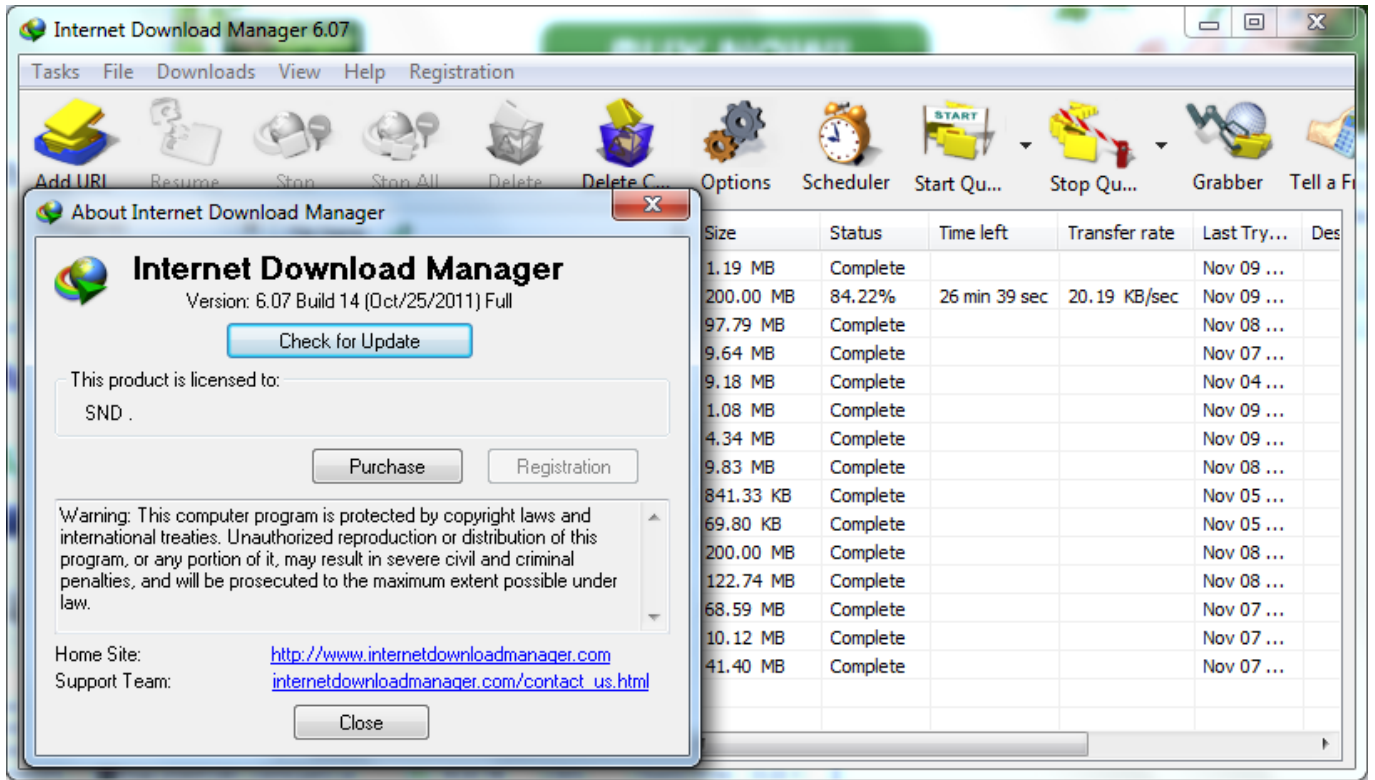 Internet Download Manager 6.07
Tasks File Downloads View Help Registration
START
Add URL Resume Stop Stop All Delete Delete C... Options Scheduler Start Qu... Stop Qu... Grabber Tell a Fr
About Internet Download Manager
Internet Download Manager
Version: 6.07 Build 14 (Oct/25/2011) Full
Check for Update
This product is licensed to:
SND .
Purchase Registration
Warning: This computer program is protected by copyright laws and
international treaties. Unauthorized reproduction or distribution of this
program, or any portion of it, may result in severe civil and criminal
penalties, and will be prosecuted to the maximum extent possible under
law.
Home Site: http://www.internetdownloadmanager.com
Support Team: internetdownloadmanager.com/contact_us.html
Close
Size Status Time left Transfer rate Last Try... Des
1.19 MB Complete Nov 09 ...
200.00 MB 84.22% 26 min 39 sec 20.19 KB/sec Nov 09 ...
97.79 MB Complete Nov 08 ...
9.64 MB Complete Nov 07 ...
9.18 MB Complete Nov 04 ...
1.08 MB Complete Nov 09 ...
4.34 MB Complete Nov 09 ...
9.83 MB Complete Nov 08 ...
841.33 KB Complete Nov 05 ...
69.80 KB Complete Nov 05 ...
200.00 MB Complete Nov 08 ...
122.74 MB Complete Nov 08 ...
68.59 MB Complete Nov 07 ...
10.12 MB Complete Nov 07 ...
41.40 MB Complete Nov 07 ...